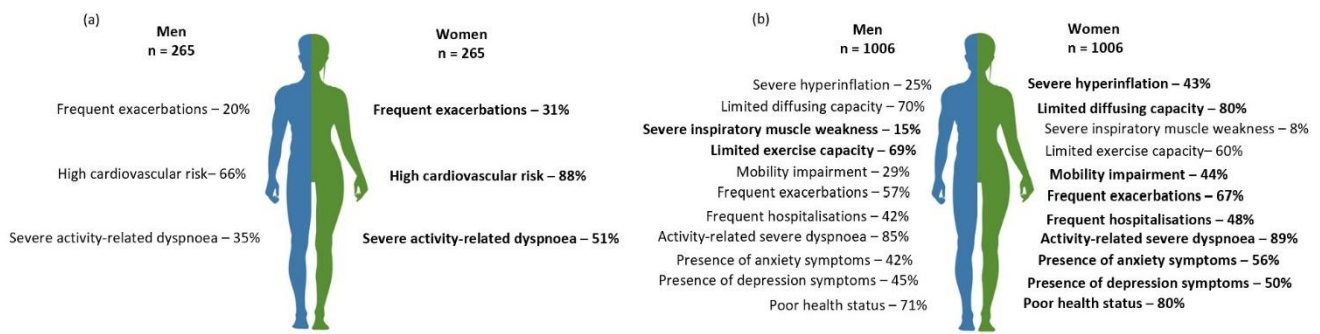 (a)
Men
n = 265
Women
n = 265
Frequent exacerbations – 20%
Frequent exacerbations – 31%
High cardiovascular risk– 66%
High cardiovascular risk – 88%
Severe activity-related dyspnoea – 35%
Severe activity-related dyspnoea – 51%
(b)
Men
n = 1006
Women
n = 1006
Severe hyperinflation – 25%
Limited diffusing capacity – 70%
Severe inspiratory muscle weakness – 15%
Limited exercise capacity – 69%
Mobility impairment – 29%
Frequent exacerbations – 57%
Frequent hospitalisations – 42%
Activity-related severe dyspnoea – 85%
Presence of anxiety symptoms – 42%
Presence of depression symptoms – 45%
Poor health status – 71%
Severe hyperinflation – 43%
Limited diffusing capacity – 80%
Severe inspiratory muscle weakness – 8%
Limited exercise capacity– 60%
Mobility impairment – 44%
Frequent exacerbations – 67%
Frequent hospitalisations – 48%
Activity-related severe dyspnoea – 89%
Presence of anxiety symptoms – 56%
Presence of depression symptoms – 50%
Poor health status – 80%